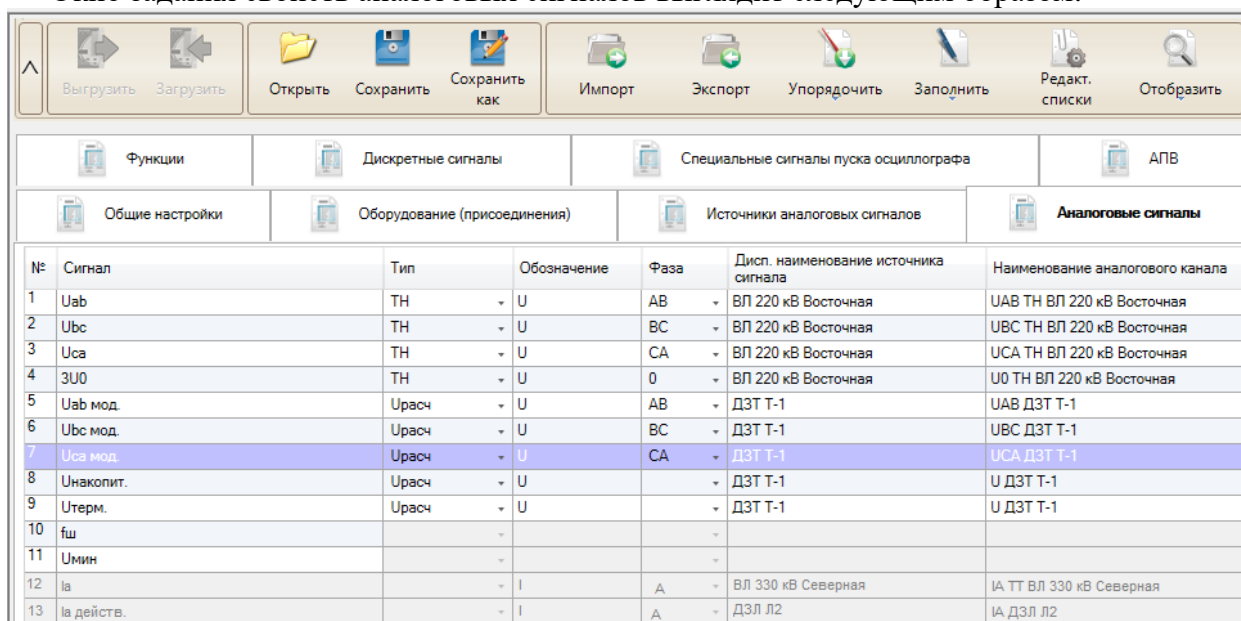 Окно задания свойств аналоговых сигналов выглядит следующим образом:
Выгрузить Загрузить Открыть Сохранить Сохранить как Импорт Экспорт Упорядочить Заполнить Редакт. списки Отобразить
Функции Дискретные сигналы Специальные сигналы пуска осциллографа АПВ
Общие настройки Оборудование (присоединения) Источники аналоговых сигналов Аналоговые сигналы
№ Сигнал Тип Обозначение Фаза Дисп. наименование источника сигнала Наименование аналогового канала
1 Uab ТН U AB ВЛ 220 кВ Восточная UAB ТН ВЛ 220 кВ Восточная
2 Ubc ТН U BC ВЛ 220 кВ Восточная UBC ТН ВЛ 220 кВ Восточная
3 Uca ТН U CA ВЛ 220 кВ Восточная UCA ТН ВЛ 220 кВ Восточная
4 3U0 ТН U 0 ВЛ 220 кВ Восточная U0 ТН ВЛ 220 кВ Восточная
5 Uab мод. Uрасч U AB ДЗТ Т-1 UAB ДЗТ Т-1
6 Ubc мод. Uрасч U BC ДЗТ Т-1 UBC ДЗТ Т-1
7 Uca мод. Uрасч U CA ДЗТ Т-1 UCA ДЗТ Т-1
8 Uнакопит. Uрасч U ДЗТ Т-1 U ДЗТ Т-1
9 Uтерм. Uрасч U ДЗТ Т-1 U ДЗТ Т-1
10 fш
11 Uмин
12 Ia I A ВЛ 330 кВ Северная IA ТТ ВЛ 330 кВ Северная
13 Ia действ. I A ДЗЛ Л2 IA ДЗЛ Л2